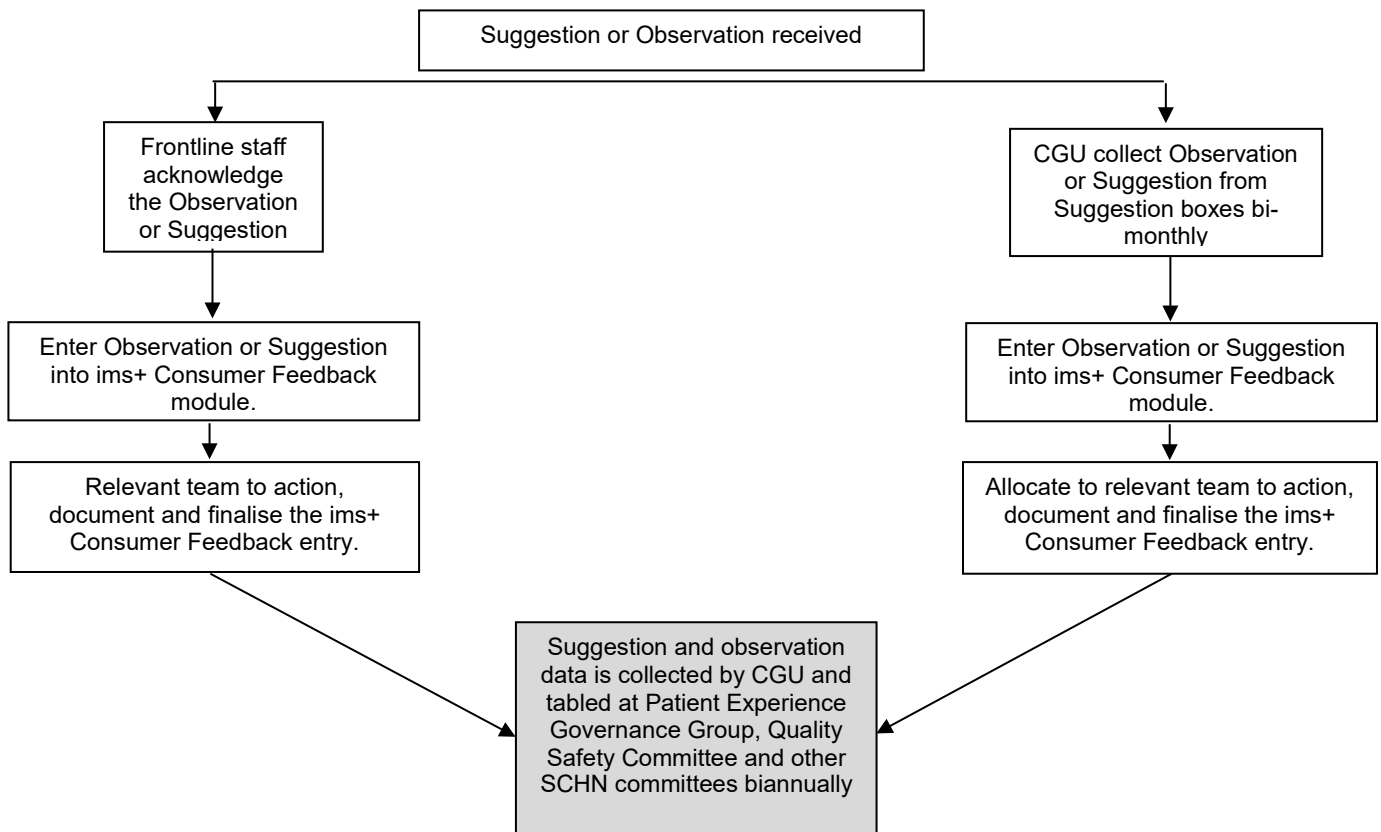 Suggestion or Observation received
Frontline staff
acknowledge
the Observation
or Suggestion
CGU collect Observation
or Suggestion from
Suggestion boxes bi-
monthly
Enter Observation or Suggestion
into ims+ Consumer Feedback
module.
Enter Observation or Suggestion
into ims+ Consumer Feedback
module.
Relevant team to action,
document and finalise the ims+
Consumer Feedback entry.
Allocate to relevant team to action,
document and finalise the ims+
Consumer Feedback entry.
Suggestion and observation
data is collected by CGU and
tabled at Patient Experience
Governance Group, Quality
Safety Committee and other
SCHN committees biannually